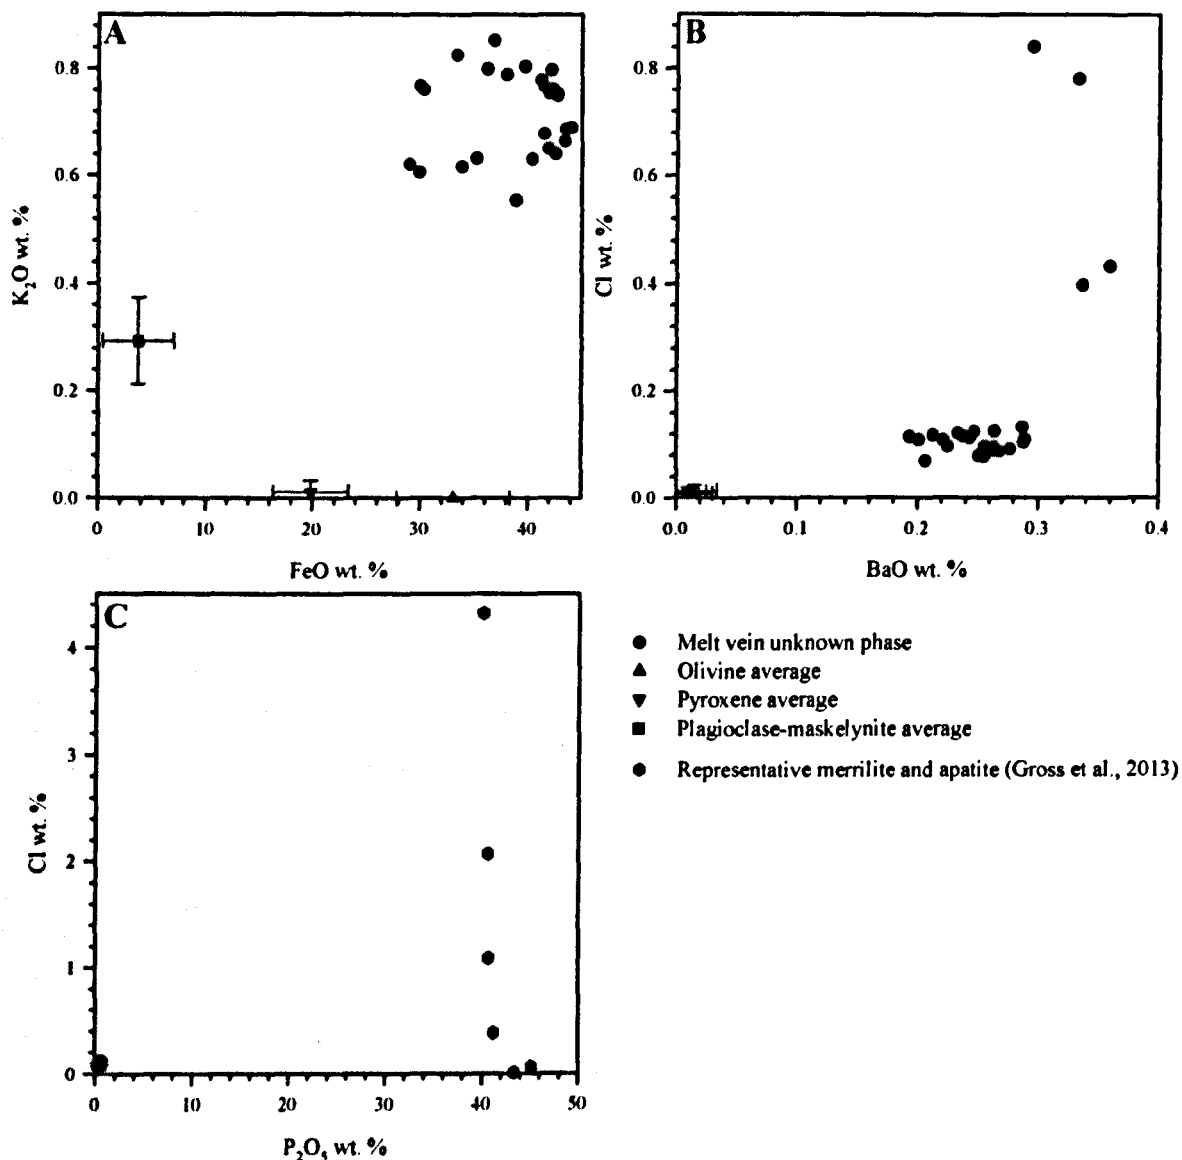 A
K₂O wt. %
0.8
0.6
0.4
0.2
0.0
0 10 20 30 40
FeO wt. %
B
Cl wt. %
0.8
0.6
0.4
0.2
0.0
0.0 0.1 0.2 0.3 0.4
BaO wt. %
C
Cl wt. %
4
3
2
1
0
0 10 20 30 40 50
P₂O₅ wt. %
Melt vein unknown phase
Olivine average
Pyroxene average
Plagioclase-maskelynite average
Representative merrilite and apatite (Gross et al., 2013)